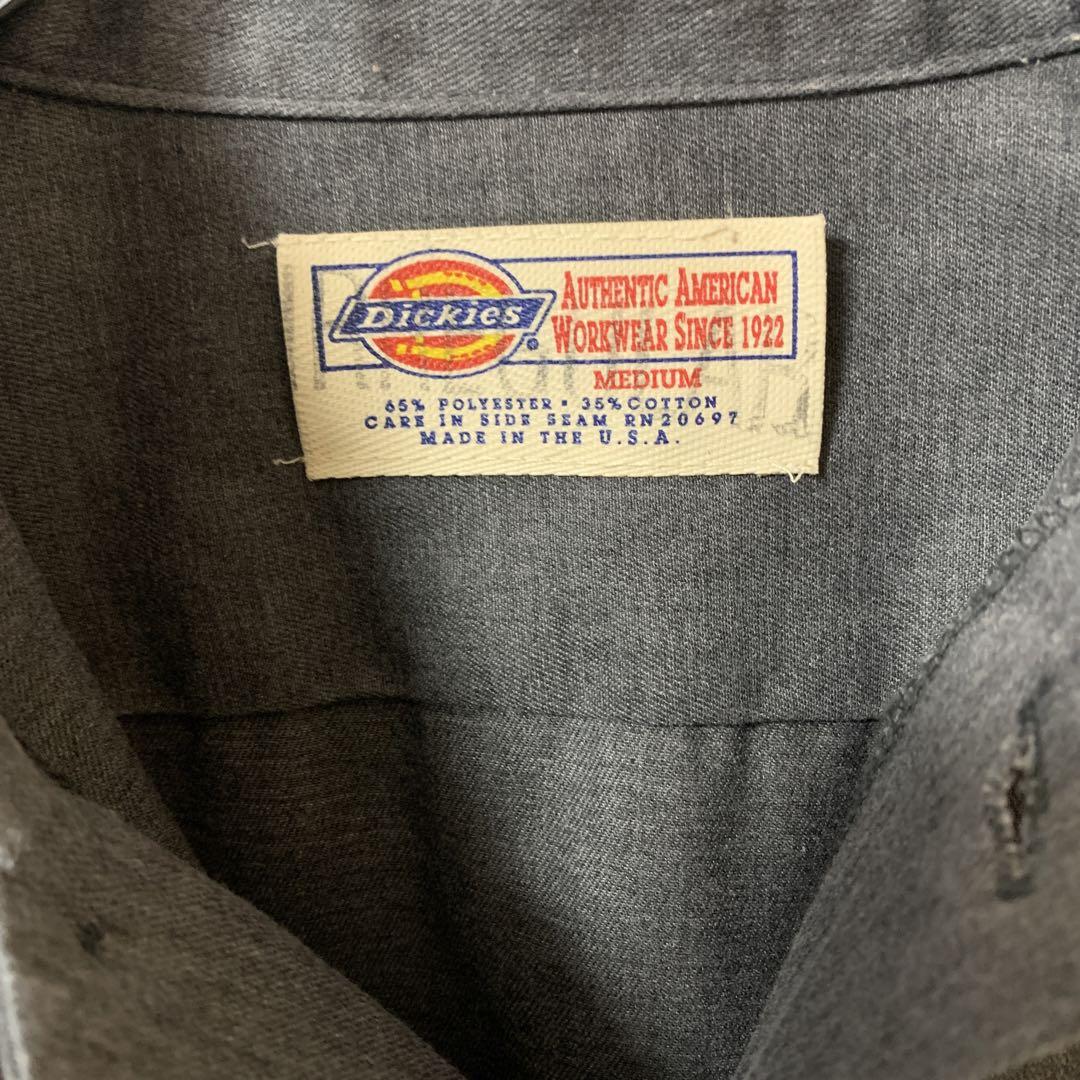 Dickies®
AUTHENTIC AMERICAN
WORKWEAR SINCE 1922
MEDIUM
65% POLYESTER • 35% COTTON
CARE IN SIDE SEAM RN20697
MADE IN THE U.S.A.